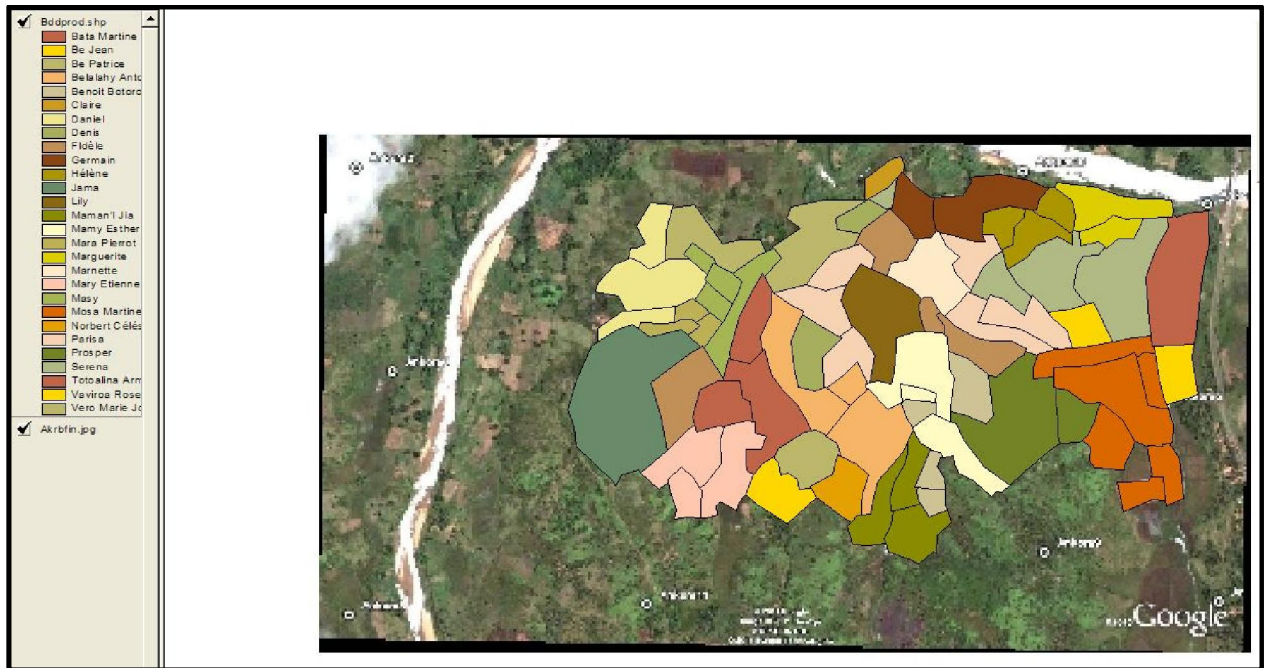 Bddprod.shp
Bata Martine
Be Jean
Be Patrice
Belalahy Anto
Benoit Botoro
Claire
Daniel
Denis
Fidèle
Germain
Hélène
Jama
Lily
Maman'l Jia
Mamy Esther
Mara Pierrot
Marguerite
Marnette
Mary Etienne
Masy
Mosa Martine
Norbert Céles
Parisa
Prosper
Serena
Totoalina Arm
Vaviroa Rose
Vero Marie Jo
Akrbfin.jpg
Google